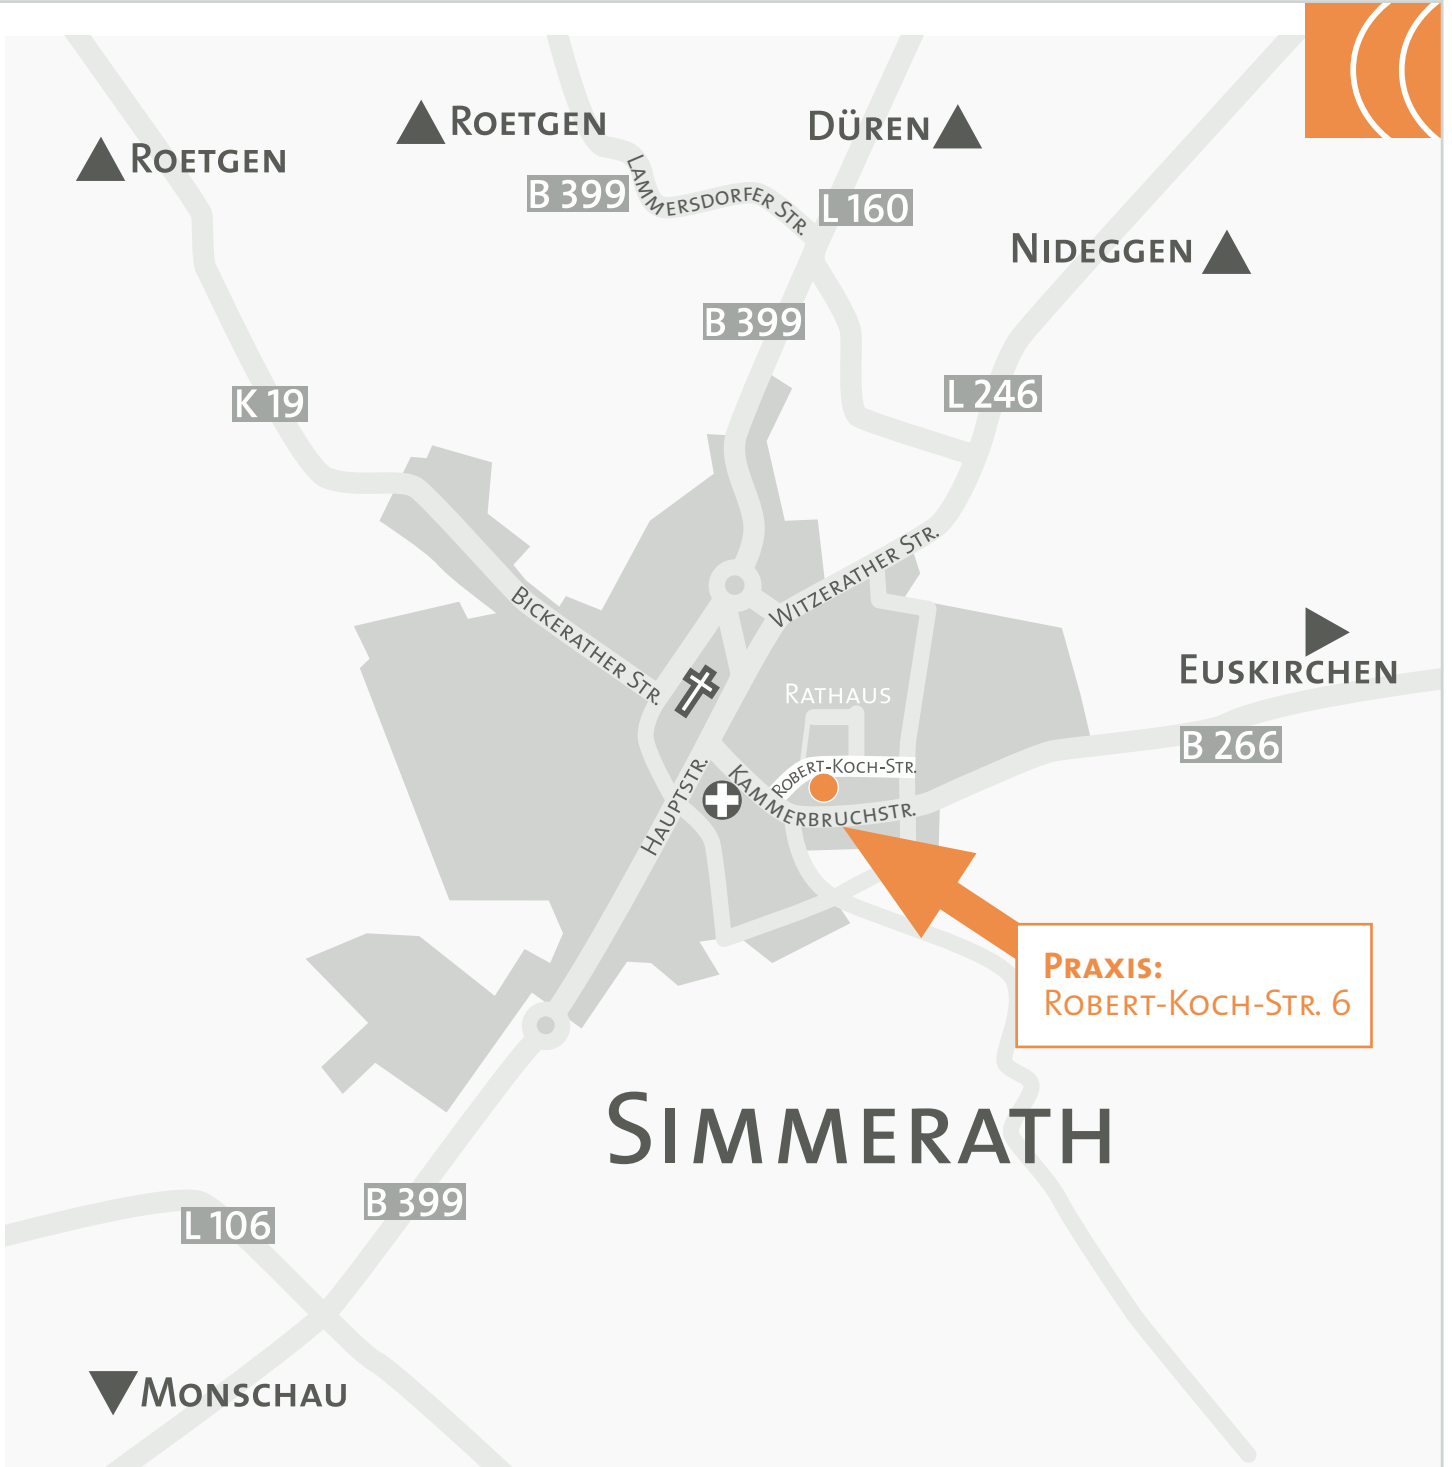 ROETGEN
ROETGEN
DÜREN
B 399
LAMMERSDORFER STR.
L 160
NIDEGGEN
B 399
K 19
L 246
WITZERATHER STR.
BICKERATHER STR.
EUSKIRCHEN
RATHAUS
B 266
ROBERT-KOCH-STR.
HAUPTSTR.
KAMMERBRUCHSTR.
PRAXIS:
ROBERT-KOCH-STR. 6
SIMMERATH
B 399
L 106
MONSCHAU